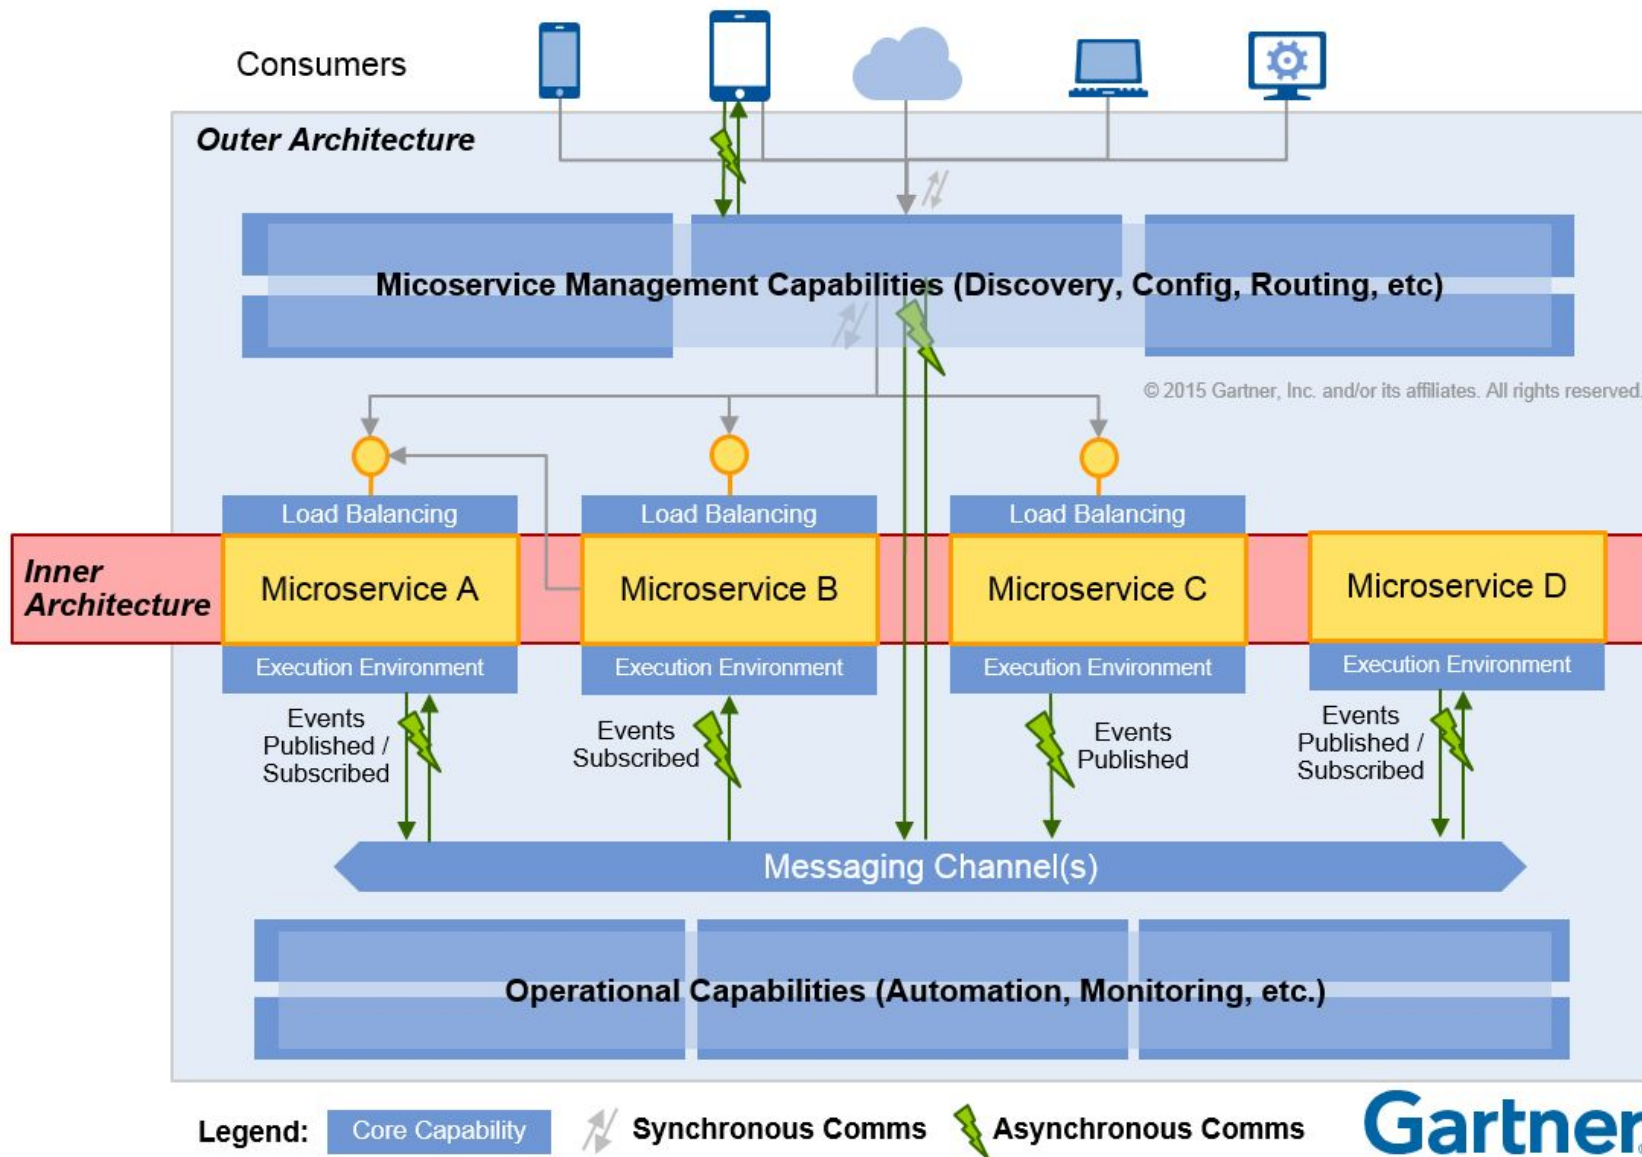 Consumers
Outer Architecture
Micoservice Management Capabilities (Discovery, Config, Routing, etc)
© 2015 Gartner, Inc. and/or its affiliates. All rights reserved.
Load Balancing
Load Balancing
Load Balancing
Inner
Architecture
Microservice A
Microservice B
Microservice C
Microservice D
Execution Environment
Execution Environment
Execution Environment
Execution Environment
Events
Published /
Subscribed
Events
Subscribed
Events
Published
Events
Published /
Subscribed
Messaging Channel(s)
Operational Capabilities (Automation, Monitoring, etc.)
Legend:
Core Capability
Synchronous Comms
Asynchronous Comms
Gartner